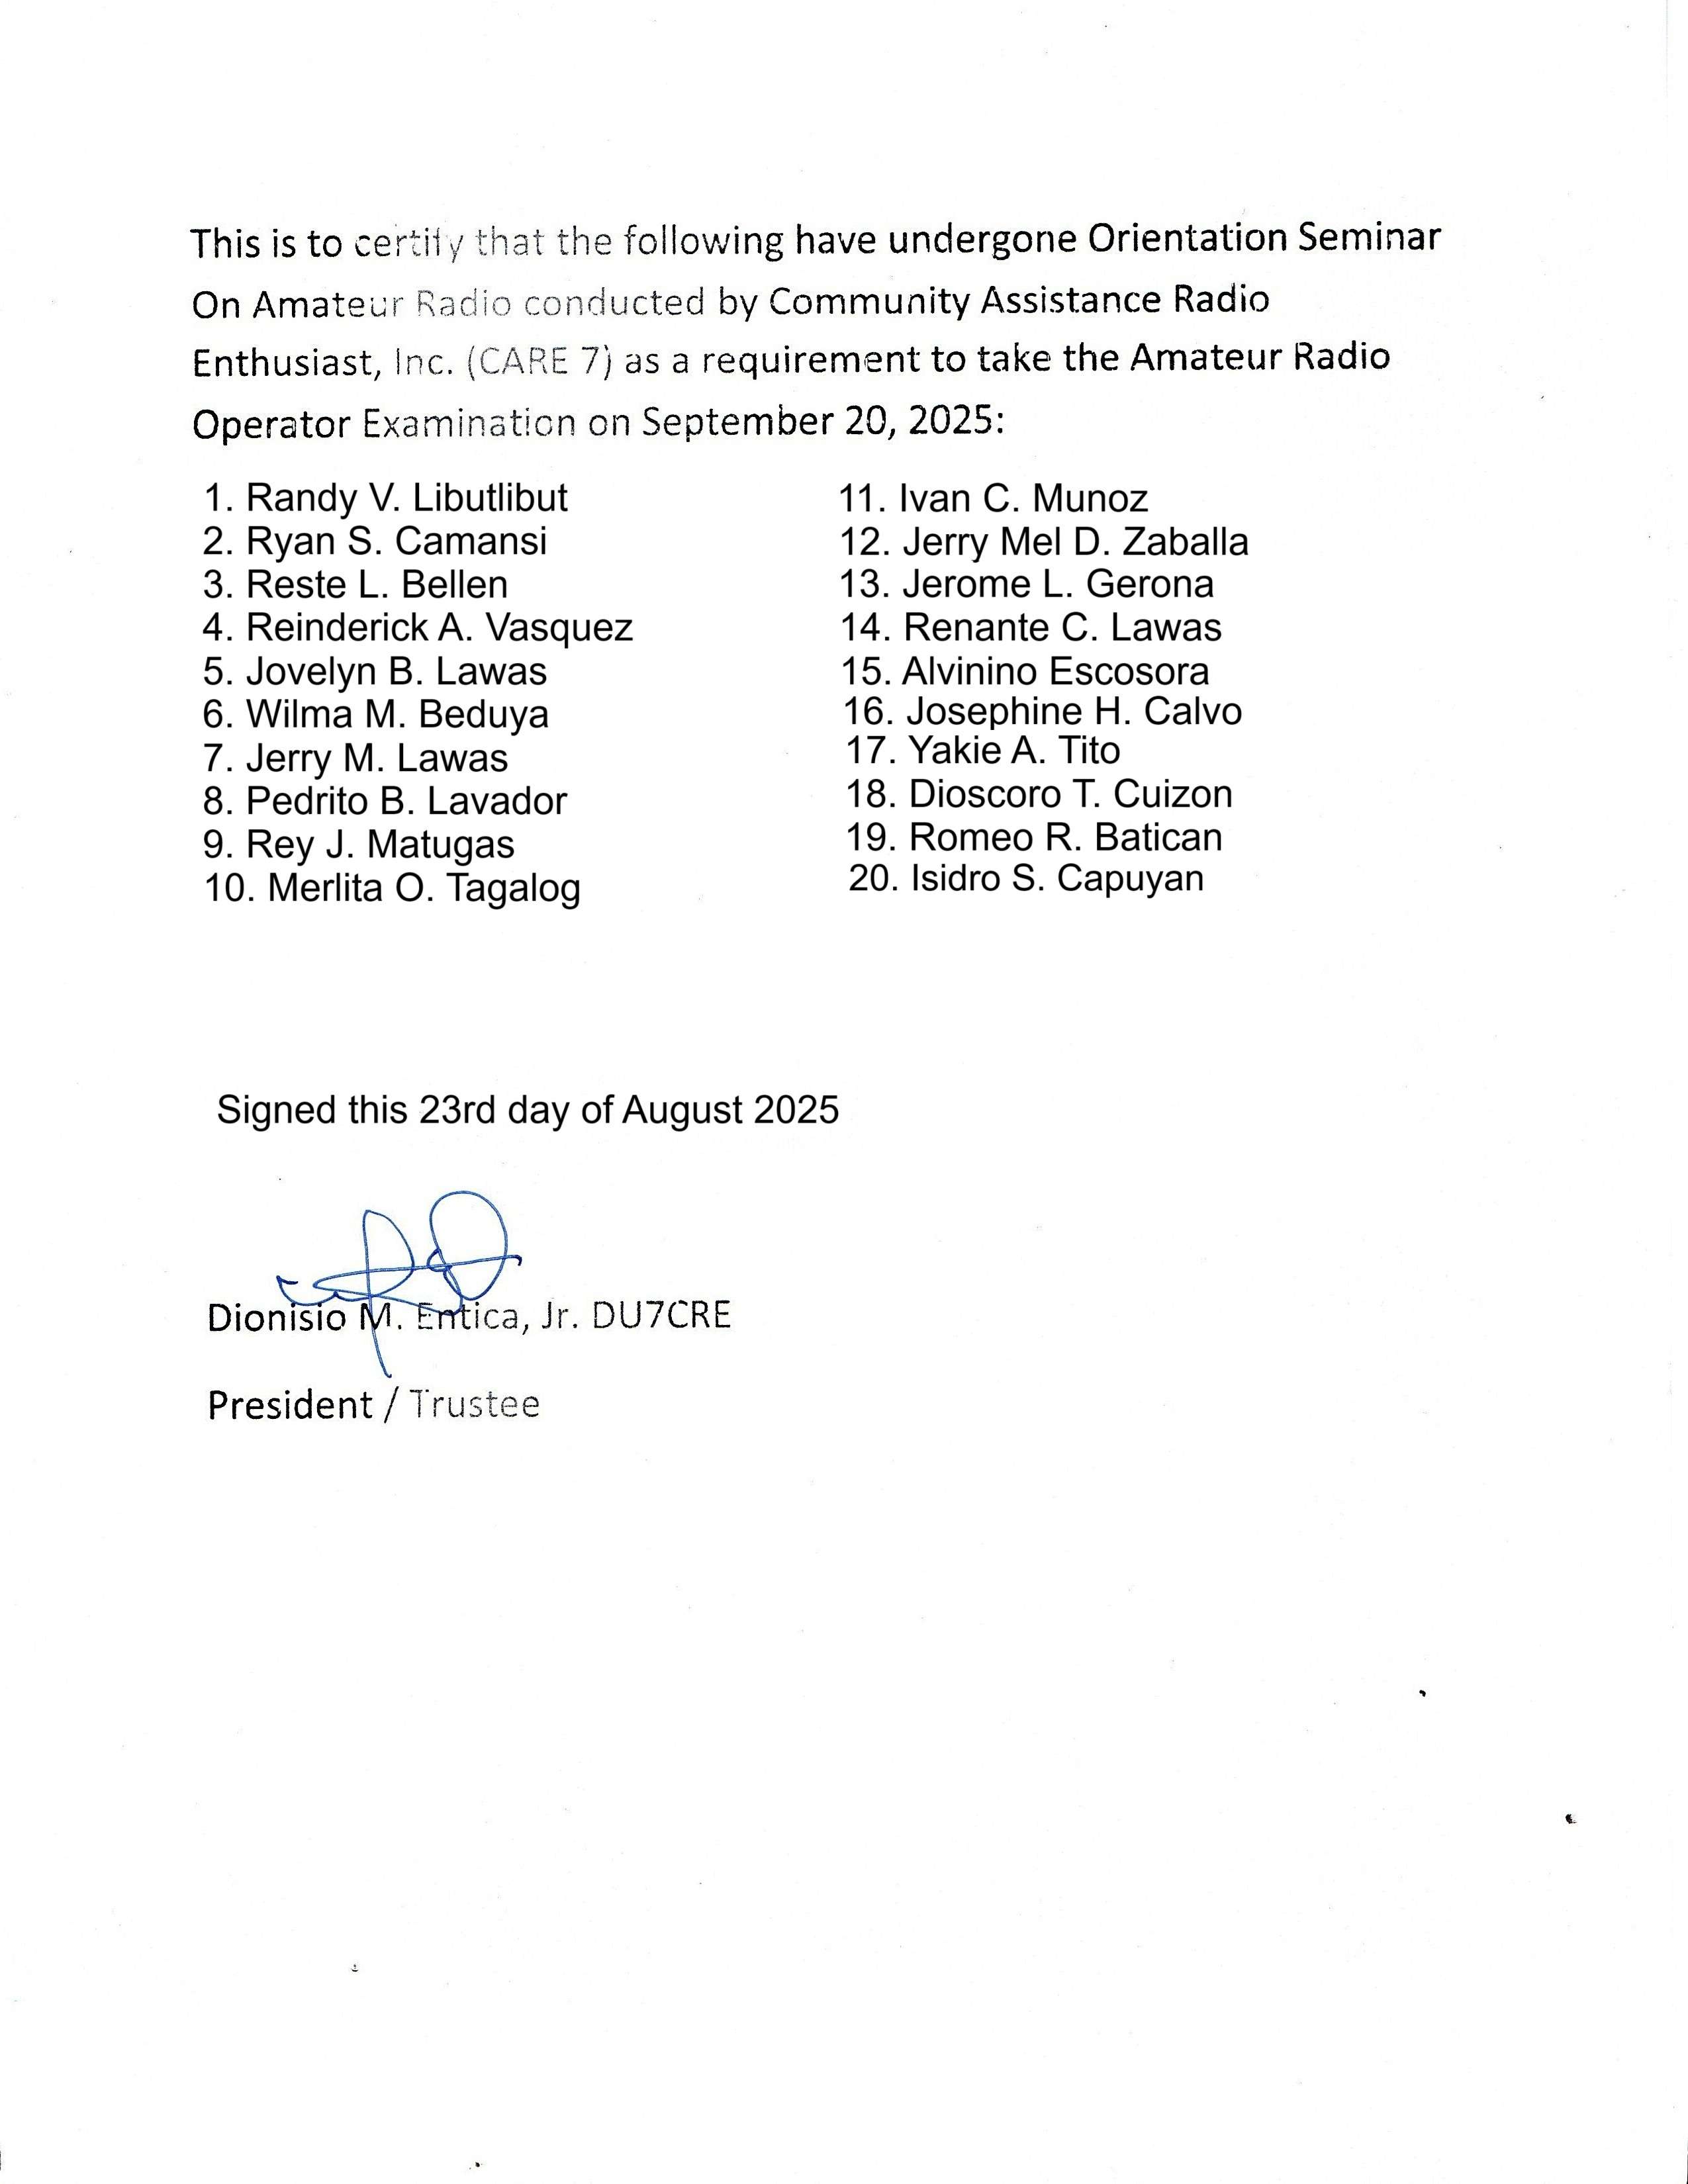 This is to certify that the following have undergone Orientation Seminar
On Amateur Radio conducted by Community Assistance Radio
Enthusiast, Inc. (CARE 7) as a requirement to take the Amateur Radio
Operator Examination on September 20, 2025:
1. Randy V. Libutlibut
2. Ryan S. Camansi
3. Reste L. Bellen
4. Reinderick A. Vasquez
5. Jovelyn B. Lawas
6. Wilma M. Beduya
7. Jerry M. Lawas
8. Pedrito B. Lavador
9. Rey J. Matugas
10. Merlita O. Tagalog
11. Ivan C. Munoz
12. Jerry Mel D. Zaballa
13. Jerome L. Gerona
14. Renante C. Lawas
15. Alvinino Escosora
16. Josephine H. Calvo
17. Yakie A. Tito
18. Dioscoro T. Cuizon
19. Romeo R. Batican
20. Isidro S. Capuyan
Signed this 23rd day of August 2025
Dionisio M. Entica, Jr. DU7CRE
President / Trustee